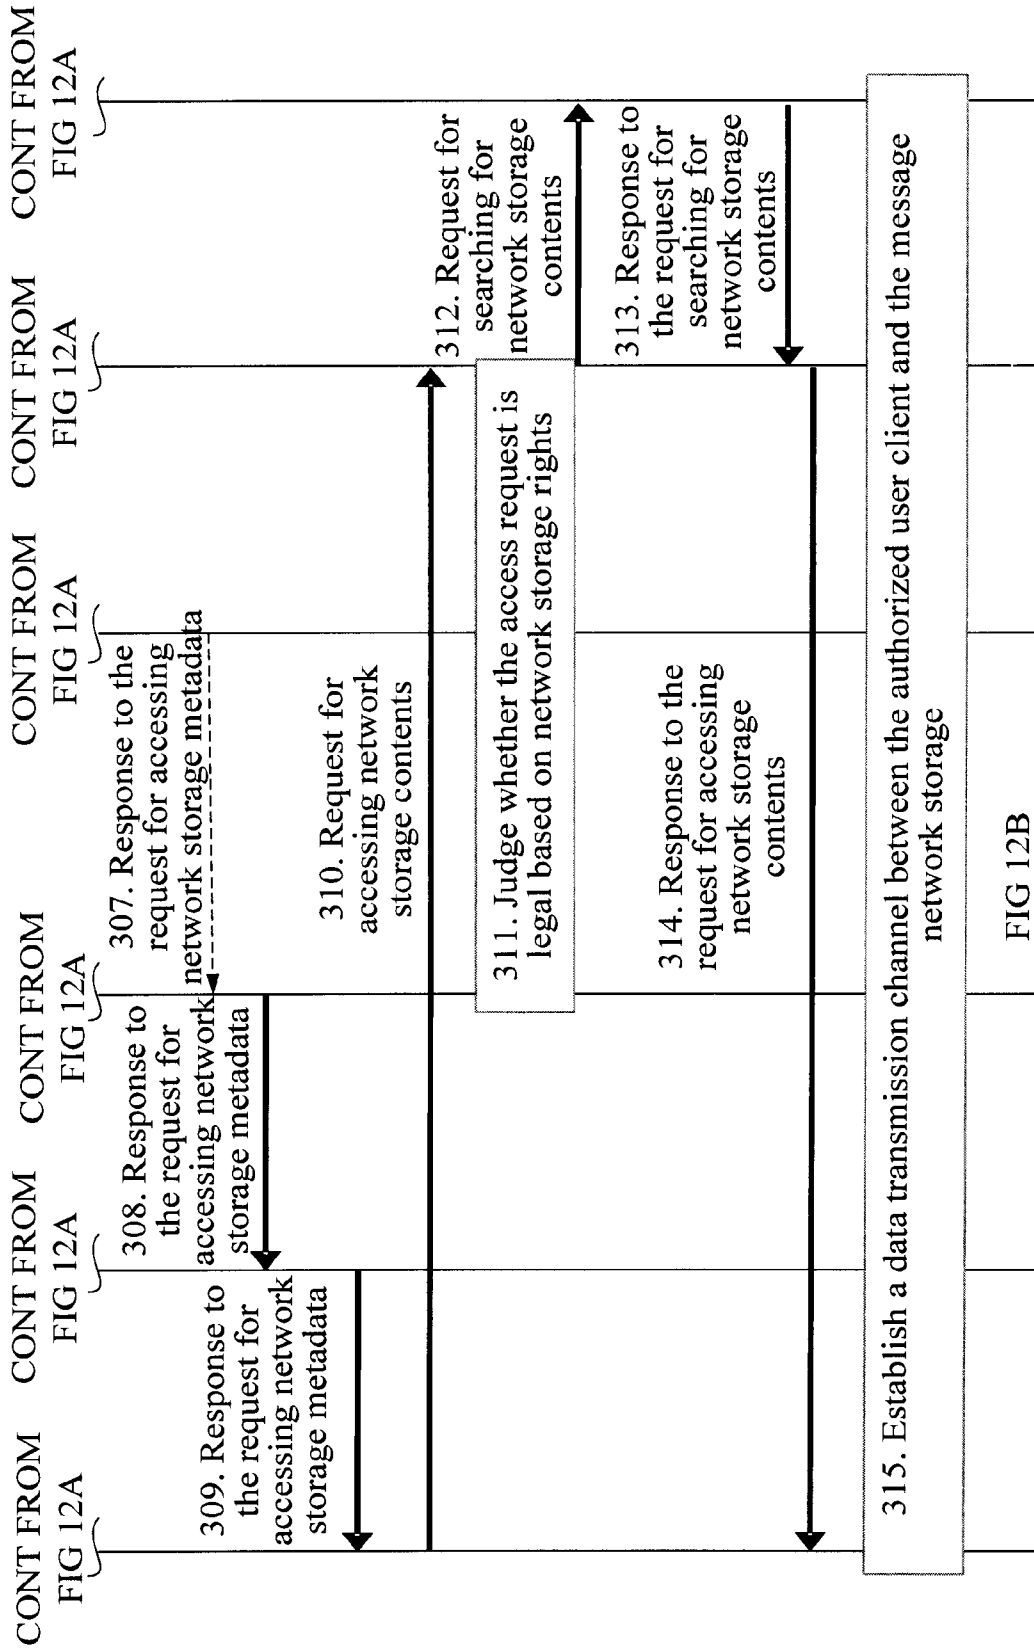 CONT FROM
FIG 12A
CONT FROM
FIG 12A
CONT FROM
FIG 12A
CONT FROM
FIG 12A
CONT FROM
FIG 12A
CONT FROM
FIG 12A
307. Response to the
request for accessing
network storage metadata
308. Response to
the request for
accessing network
storage metadata
309. Response to
the request for
accessing network
storage metadata
310. Request for
accessing network
storage contents
311. Judge whether the access request is
legal based on network storage rights
312. Request for
searching for
network storage
contents
313. Response to
the request for
searching for
network storage
contents
314. Response to the
request for accessing
network storage
contents
315. Establish a data transmission channel between the authorized user client and the message
network storage
FIG 12B